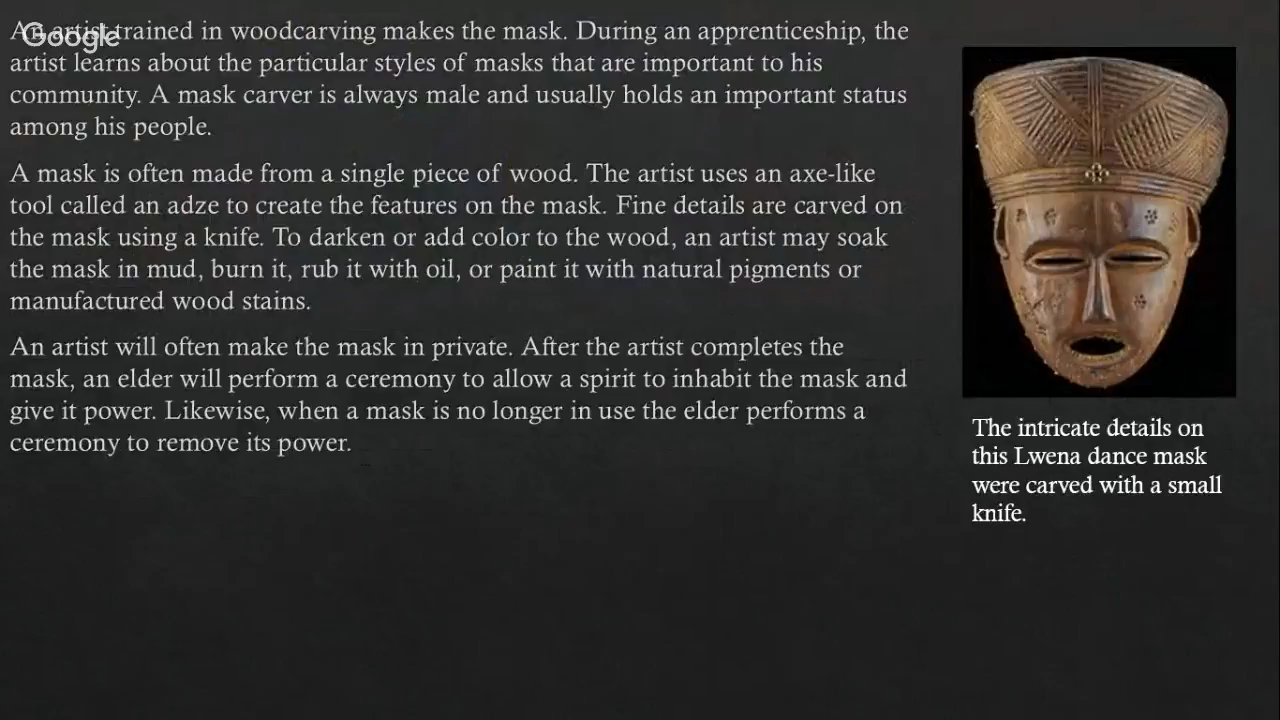 An artist trained in woodcarving makes the mask. During an apprenticeship, the
artist learns about the particular styles of masks that are important to his
community. A mask carver is always male and usually holds an important status
among his people.
A mask is often made from a single piece of wood. The artist uses an axe-like
tool called an adze to create the features on the mask. Fine details are carved on
the mask using a knife. To darken or add color to the wood, an artist may soak
the mask in mud, burn it, rub it with oil, or paint it with natural pigments or
manufactured wood stains.
An artist will often make the mask in private. After the artist completes the
mask, an elder will perform a ceremony to allow a spirit to inhabit the mask and
give it power. Likewise, when a mask is no longer in use the elder performs a
ceremony to remove its power.
Google
The intricate details on
this Lwena dance mask
were carved with a small
knife.